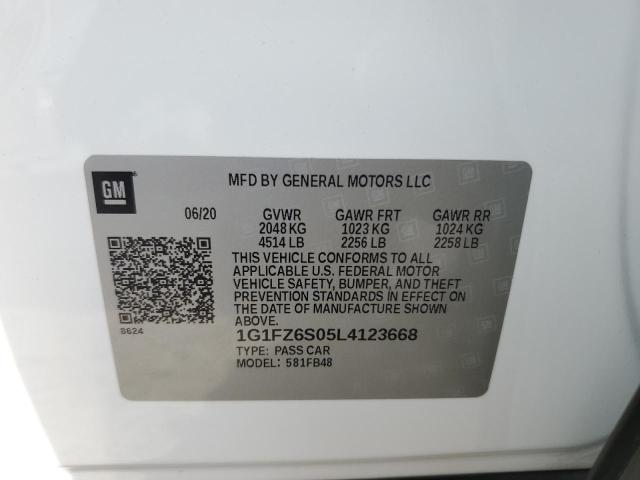 GM
MFD BY GENERAL MOTORS LLC
06/20 GVWR GAWR FRT GAWR RR
2048 KG 1023 KG 1024 KG
4514 LB 2256 LB 2258 LB
THIS VEHICLE CONFORMS TO ALL
APPLICABLE U.S. FEDERAL MOTOR
VEHICLE SAFETY, BUMPER, AND THEFT
PREVENTION STANDARDS IN EFFECT ON
THE DATE OF MANUFACTURE SHOWN
ABOVE.
8624
1G1FZ6S05L4123668
TYPE: PASS CAR
MODEL: 581FB48